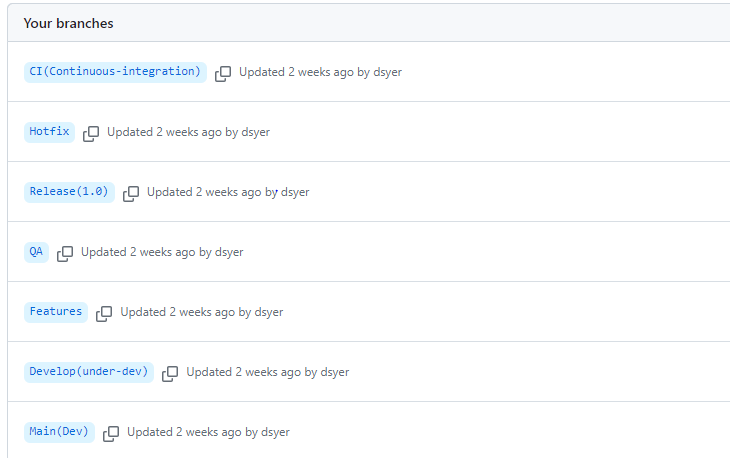 Your branches
CI(Continuous-integration) Updated 2 weeks ago by dsyer
Hotfix Updated 2 weeks ago by dsyer
Release(1.0) Updated 2 weeks ago by dsyer
QA Updated 2 weeks ago by dsyer
Features Updated 2 weeks ago by dsyer
Develop(under-dev) Updated 2 weeks ago by dsyer
Main(Dev) Updated 2 weeks ago by dsyer